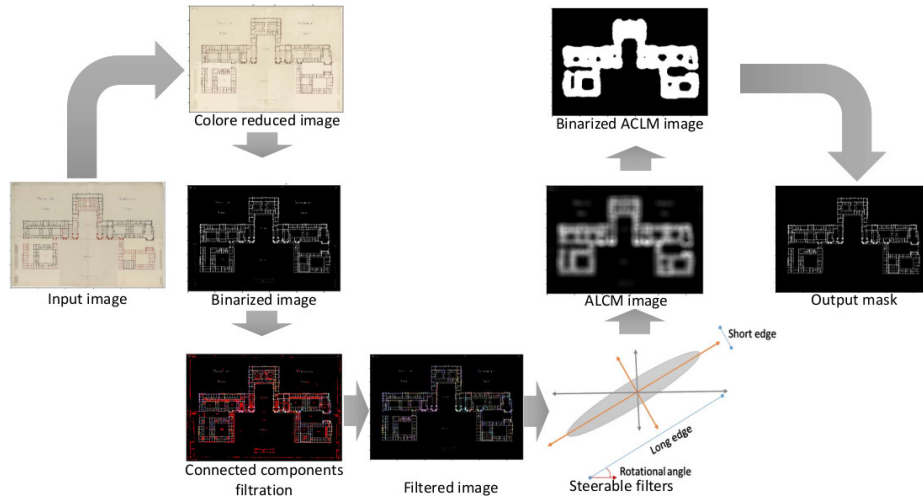 Colore reduced image
Binarized ACLM image
Input image
Binarized image
ALCM image
Output mask
Short edge
Long edge
Rotational angle
Connected components
filtration
Filtered image
Steerable filters